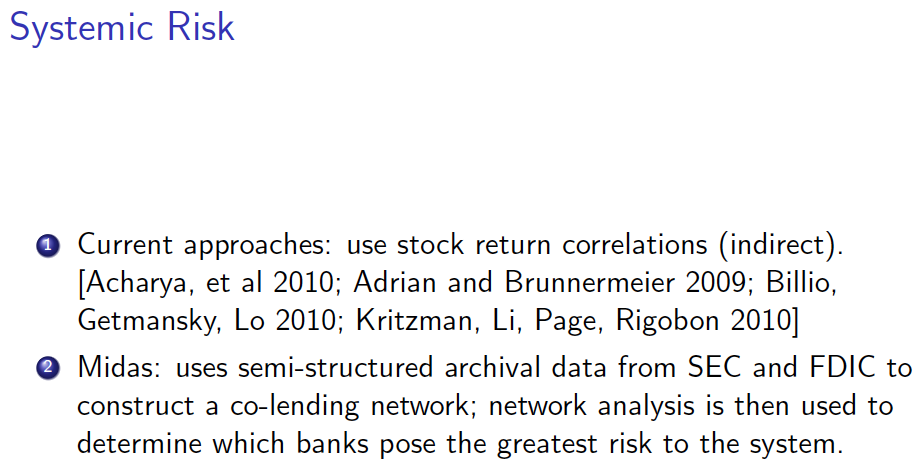 Systemic Risk
1 Current approaches: use stock return correlations (indirect).
[Acharya, et al 2010; Adrian and Brunnermeier 2009; Billio,
Getmansky, Lo 2010; Kritzman, Li, Page, Rigobon 2010]
2 Midas: uses semi-structured archival data from SEC and FDIC to
construct a co-lending network; network analysis is then used to
determine which banks pose the greatest risk to the system.